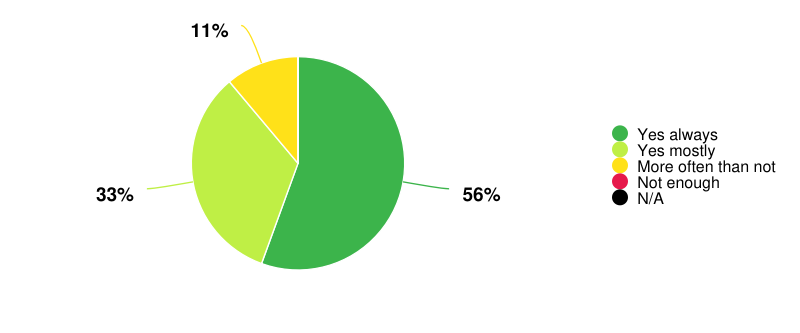 11%
33%
56%
Yes always
Yes mostly
More often than not
Not enough
N/A